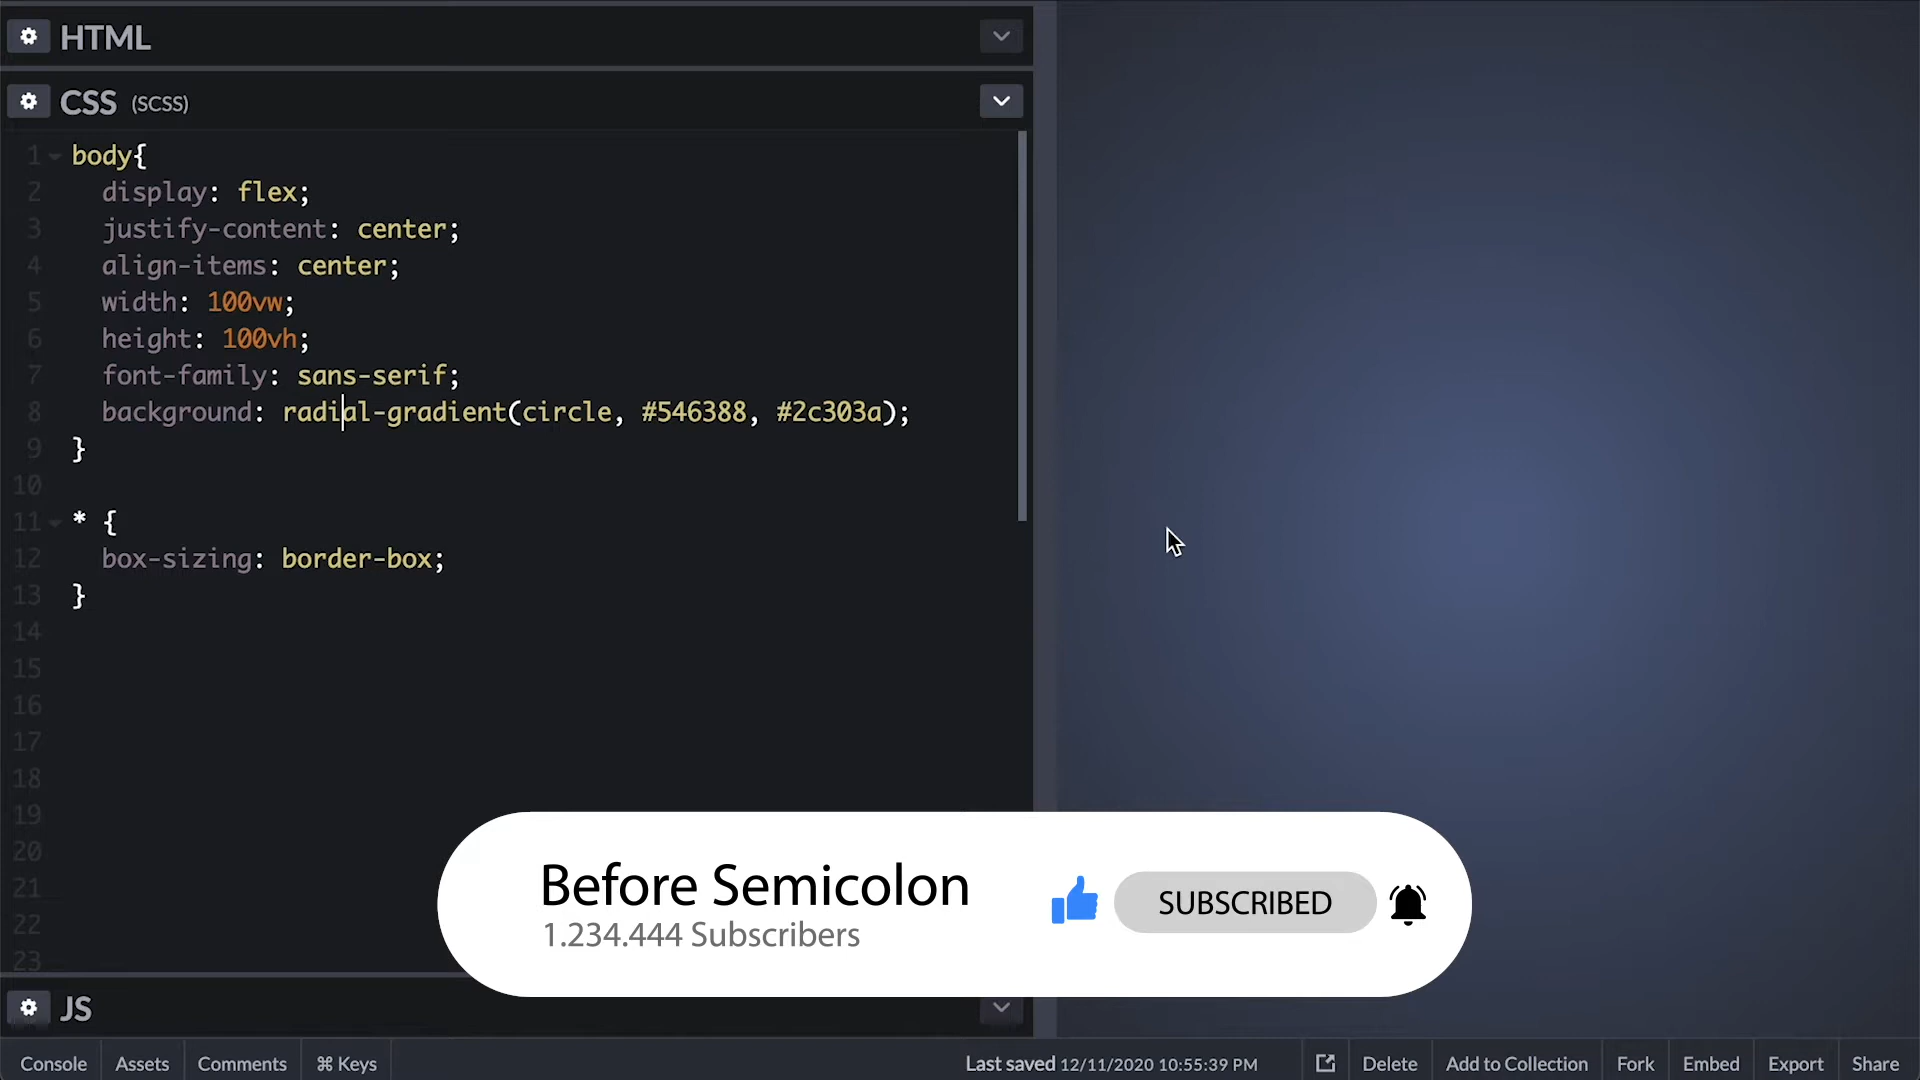 HTML
CSS (SCSS)
1 body{
2 display: flex;
3 justify-content: center;
4 align-items: center;
5 width: 100vw;
6 height: 100vh;
7 font-family: sans-serif;
8 background: radial-gradient(circle, #546388, #2c303a);
9 }
10
11 * {
12 box-sizing: border-box;
13 }
14
15
16
17
18
19
20
21
22
23
Before Semicolon
1.234.444 Subscribers
SUBSCRIBED
JS
Console Assets Comments ⌘ Keys Last saved 12/11/2020 10:55:39 PM Delete Add to Collection Fork Embed Export Share